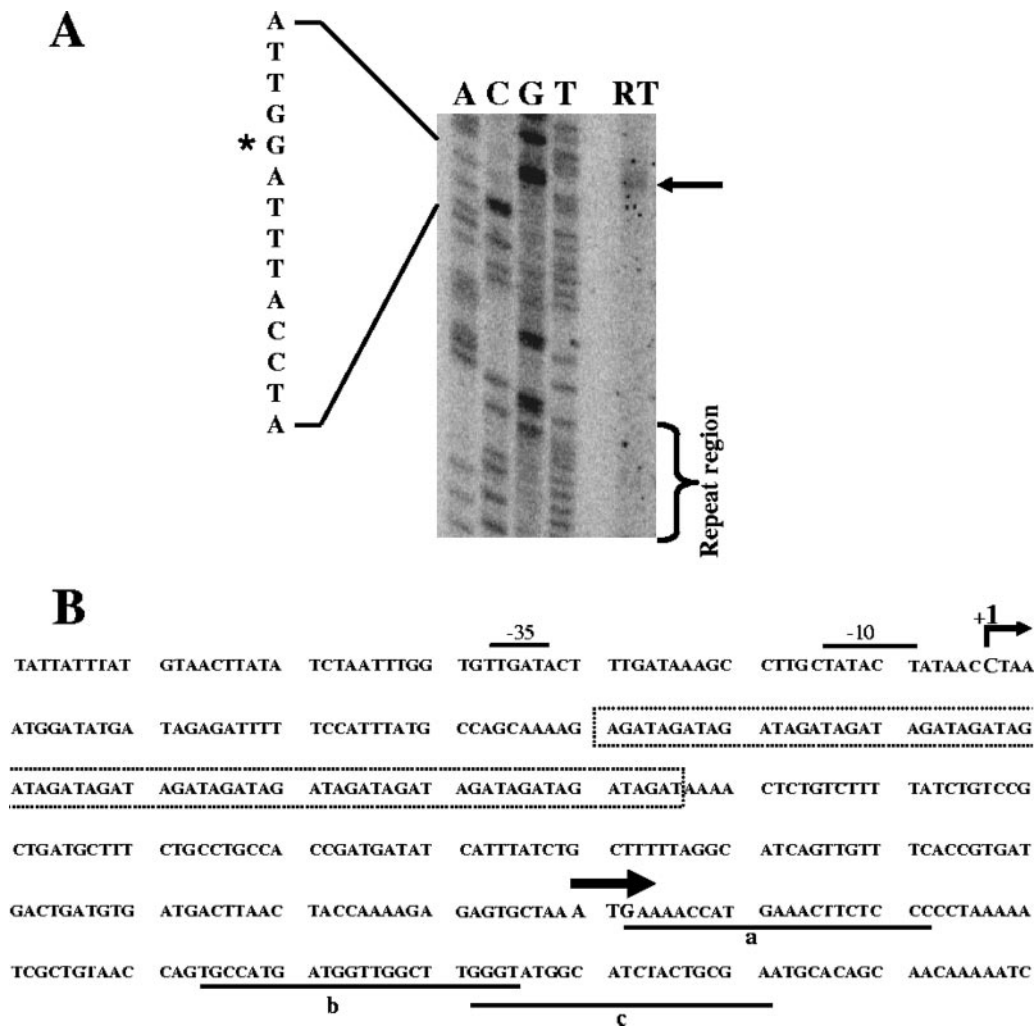 A
A
T
T
G
* G
A
T
T
T
A
C
C
T
A
A C G T RT
Repeat region
B
-35 -10 +1
TATTATTTAT GTAACTTATA TCTAATTTGG TGTTGATACT TTGATAAAGC CTTGCTATAC TATAACCTAA
ATGGATATGA TAGAGATTTT TCCATTTATG CCAGCAAAAG AGATAGATAG ATAGATAGAT AGATAGATAG
ATAGATAGAT AGATAGATAG ATAGATAGAT AGATAGATAG ATAGATAAAA CTCTGTCTTT TATCTGTCCG
CTGATGCTTT CTGCCTGCCA CCGATGATAT CATTTATCTG CTTTTTAGGC ATCAGTTGTT TCACCGTGAT
GACTGATGTG ATGACTTAAC TACCAAAAGA GAGTGCTAAA TGAAAACCAT GAAACTTCTC CCCTAAAAA
a
TCGCTGTAAC CAGTGCCATG ATGGTTGGCT TGGGTATGGC ATCTACTGCG AATGCACAGC AACAAAAATC
b c